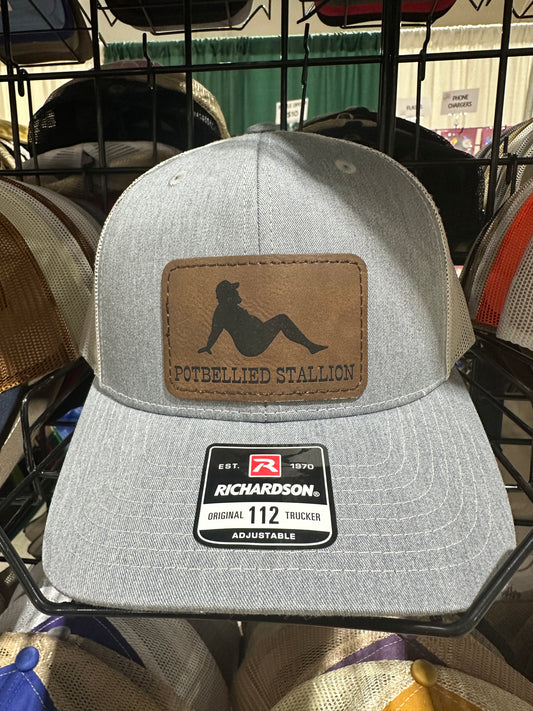 PHONE
CHARGERS
POTBELLIED STALLION
EST. R 1970
RICHARDSON®
ORIGINAL 112 TRUCKER
ADJUSTABLE